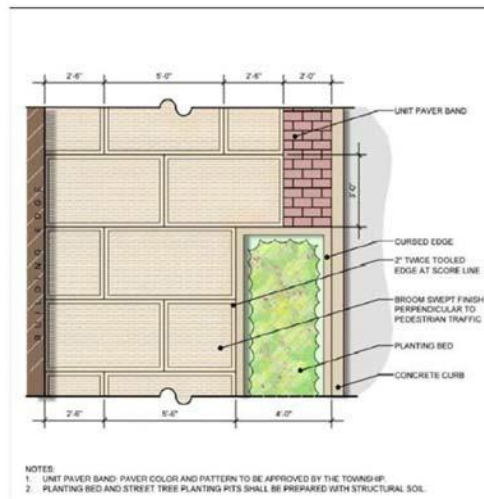 2'-6" 5'-0" 2'-6" 2'-0"
UNIT PAVER BAND
BUILDING EDGE
5'-0"
CURBED EDGE
2" TWICE TOOLED
EDGE AT SCORE LINE
BROOM SWEPT FINISH
PERPENDICULAR TO
PEDESTRIAN TRAFFIC
PLANTING BED
CONCRETE CURB
2'-6" 5'-6" 4'-0"
NOTES:
1. UNIT PAVER BAND: PAVER COLOR AND PATTERN TO BE APPROVED BY THE TOWNSHIP.
2. PLANTING BED AND STREET TREE PLANTING PITS SHALL BE PREPARED WITH STRUCTURAL SOIL.